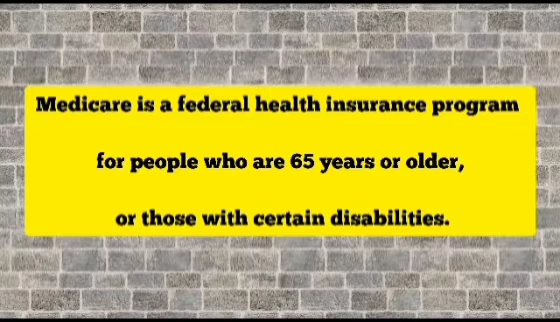 Medicare is a federal health insurance program
for people who are 65 years or older,
or those with certain disabilities.